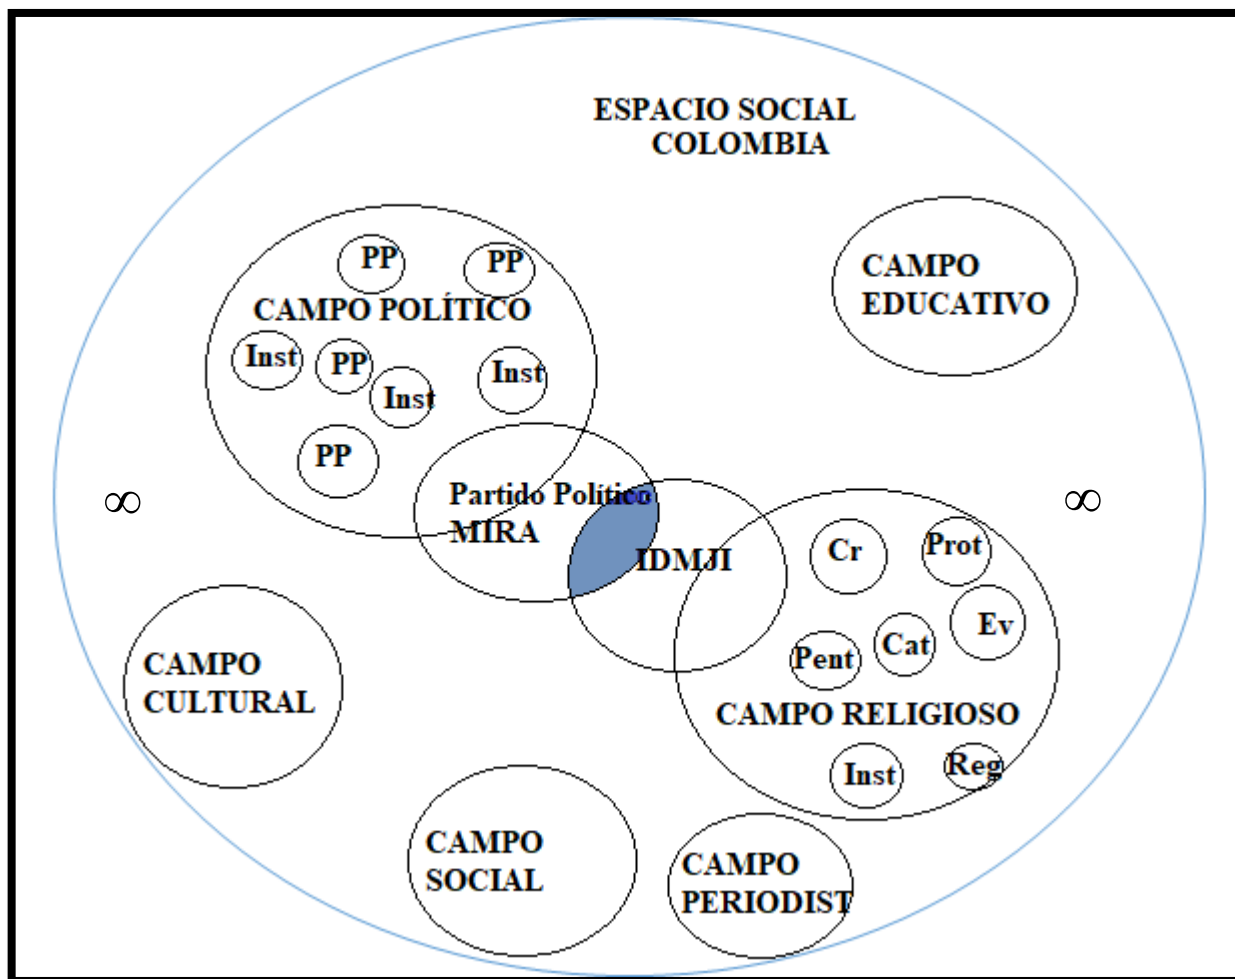 ESPACIO SOCIAL
COLOMBIA
PP
PP
CAMPO POLÍTICO
Inst
PP
Inst
Inst
PP
CAMPO
EDUCATIVO
∞
Partido Político
MIRA
IDMJI
∞
Cr
Prot
Ev
Pent
Cat
CAMPO RELIGIOSO
Inst
Reg
CAMPO
CULTURAL
CAMPO
SOCIAL
CAMPO
PERIODIST